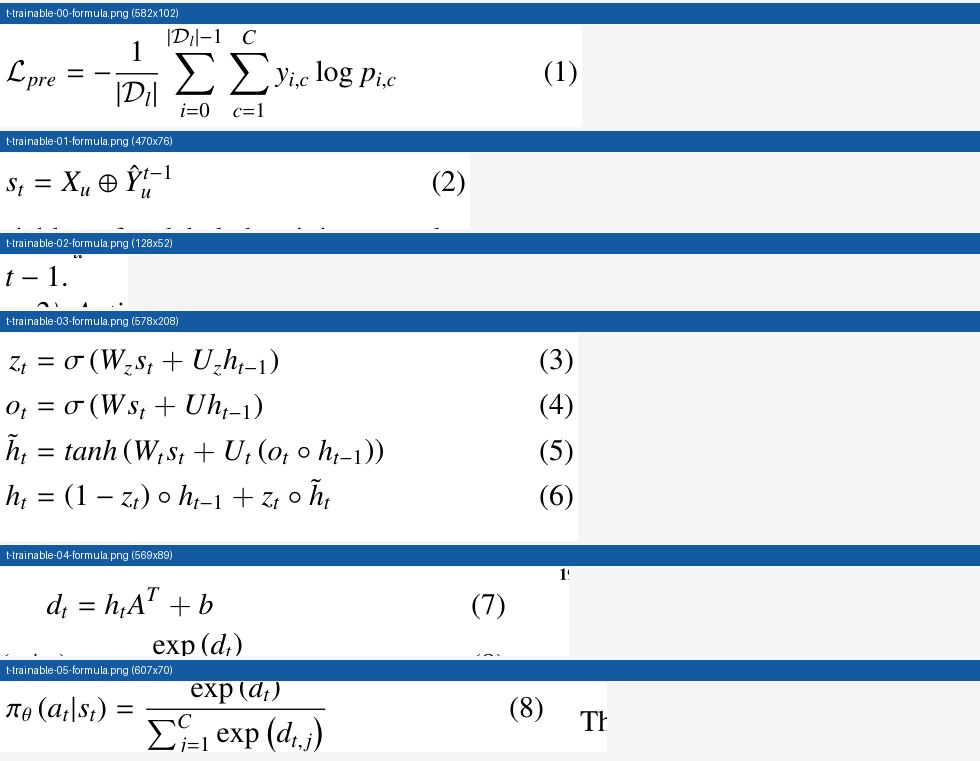 t-trainable-00-formula.png (582x102)
ℒ_pre = −1/|𝒟_l| ∑_{i=0}^{|𝒟_l|−1} ∑_{c=1}^{C} y_{i,c} log p_{i,c} (1)
t-trainable-01-formula.png (470x76)
s_t = X_u ⊕ Ŷ_u^{t−1} (2)
t-trainable-02-formula.png (128x52)
t − 1.
t-trainable-03-formula.png (578x208)
z_t = σ (W_z s_t + U_z h_{t−1}) (3)
o_t = σ (W s_t + U h_{t−1}) (4)
h̃_t = tanh (W_t s_t + U_t (o_t ∘ h_{t−1})) (5)
h_t = (1 − z_t) ∘ h_{t−1} + z_t ∘ h̃_t (6)
t-trainable-04-formula.png (569x89)
d_t = h_t A^T + b (7)
exp (d_t)
t-trainable-05-formula.png (607x70)
π_θ (a_t|s_t) = exp (d_t) / ∑_{j=1}^{C} exp (d_{t,j}) (8)